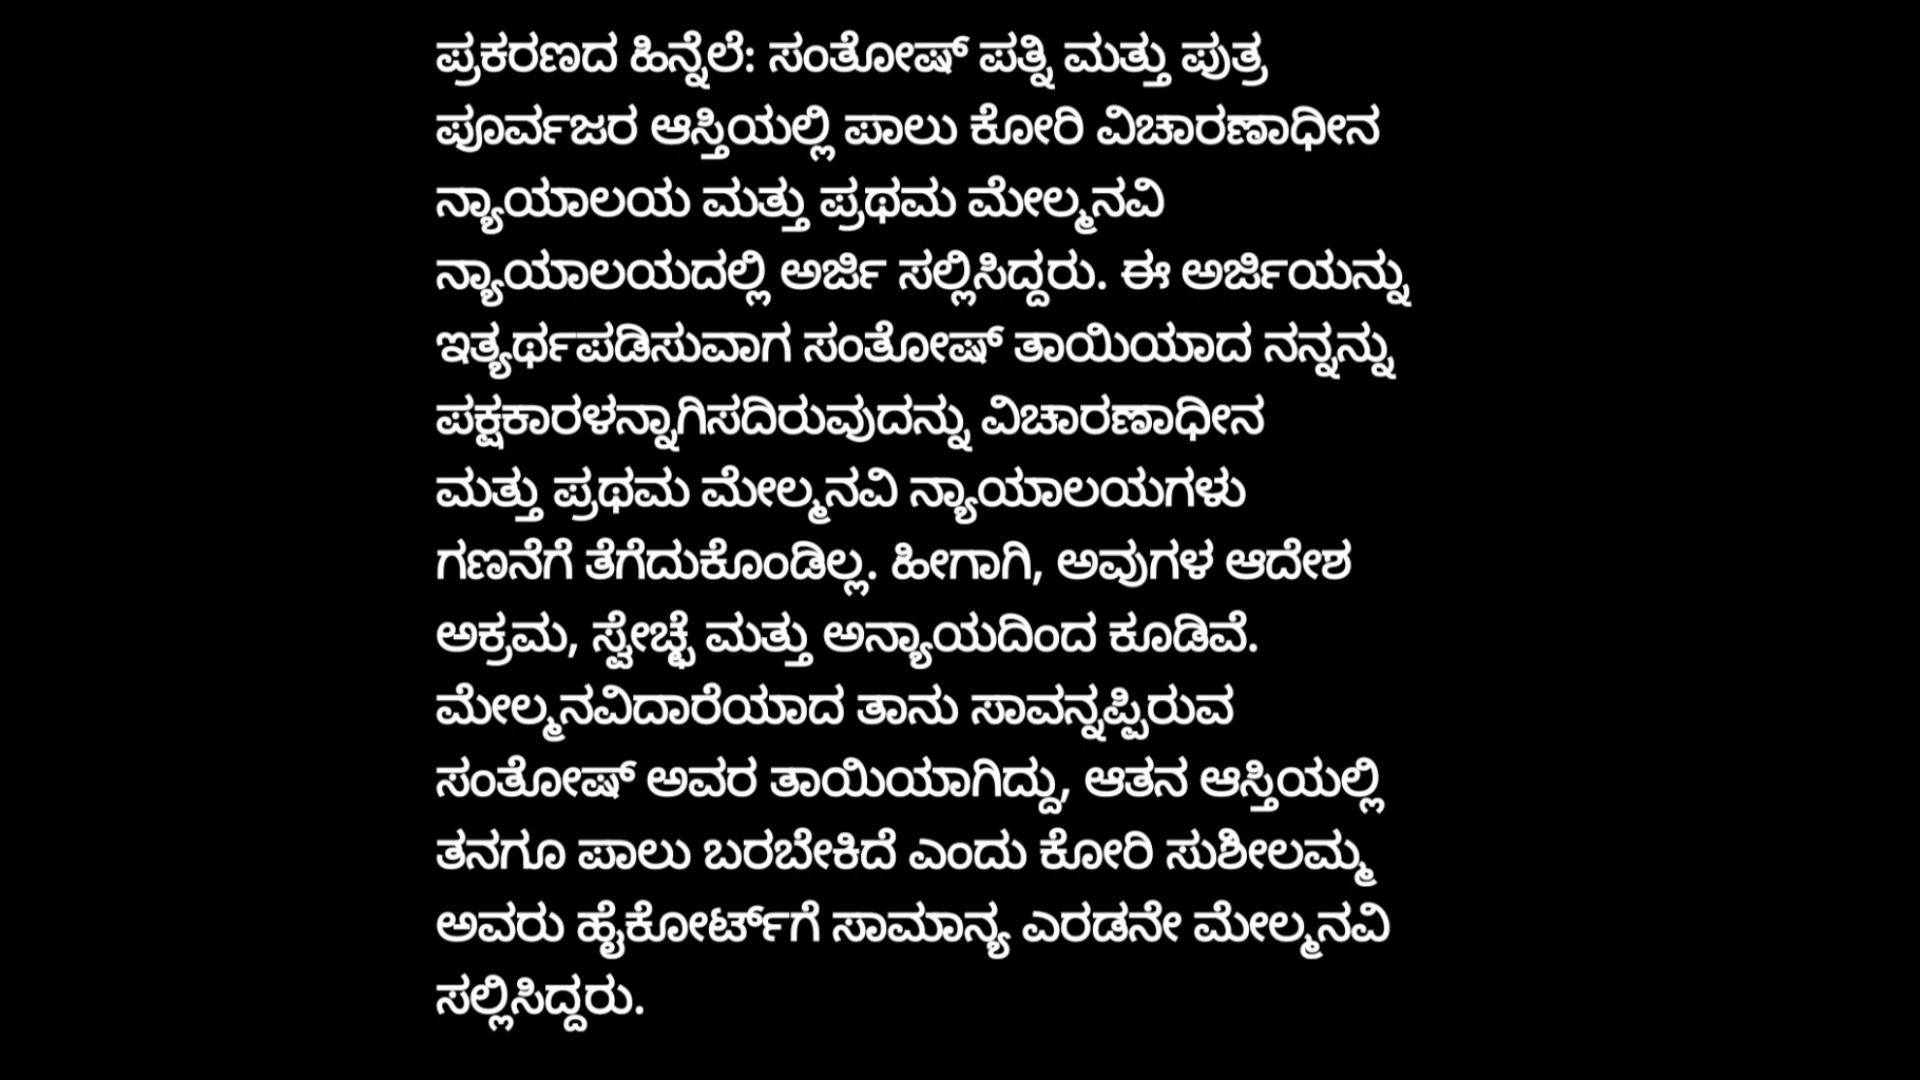 ಪ್ರಕರಣದ ಹಿನ್ನೆಲೆ: ಸಂತೋಷ್ ಪತ್ನಿ ಮತ್ತು ಪುತ್ರ
ಪೂರ್ವಜರ ಆಸ್ತಿಯಲ್ಲಿ ಪಾಲು ಕೋರಿ ವಿಚಾರಣಾಧೀನ
ನ್ಯಾಯಾಲಯ ಮತ್ತು ಪ್ರಥಮ ಮೇಲ್ಮನವಿ
ನ್ಯಾಯಾಲಯದಲ್ಲಿ ಅರ್ಜಿ ಸಲ್ಲಿಸಿದ್ದರು. ಈ ಅರ್ಜಿಯನ್ನು
ಇತ್ಯರ್ಥಪಡಿಸುವಾಗ ಸಂತೋಷ್ ತಾಯಿಯಾದ ನನ್ನನ್ನು
ಪಕ್ಷಕಾರಳನ್ನಾಗಿಸದಿರುವುದನ್ನು ವಿಚಾರಣಾಧೀನ
ಮತ್ತು ಪ್ರಥಮ ಮೇಲ್ಮನವಿ ನ್ಯಾಯಾಲಯಗಳು
ಗಣನೆಗೆ ತೆಗೆದುಕೊಂಡಿಲ್ಲ. ಹೀಗಾಗಿ, ಅವುಗಳ ಆದೇಶ
ಅಕ್ರಮ, ಸ್ವೇಚ್ಛೆ ಮತ್ತು ಅನ್ಯಾಯದಿಂದ ಕೂಡಿವೆ.
ಮೇಲ್ಮನವಿದಾರೆಯಾದ ತಾನು ಸಾವನ್ನಪ್ಪಿರುವ
ಸಂತೋಷ್ ಅವರ ತಾಯಿಯಾಗಿದ್ದು, ಆತನ ಆಸ್ತಿಯಲ್ಲಿ
ತನಗೂ ಪಾಲು ಬರಬೇಕಿದೆ ಎಂದು ಕೋರಿ ಸುಶೀಲಮ್ಮ
ಅವರು ಹೈಕೋರ್ಟ್‌ಗೆ ಸಾಮಾನ್ಯ ಎರಡನೇ ಮೇಲ್ಮನವಿ
ಸಲ್ಲಿಸಿದ್ದರು.